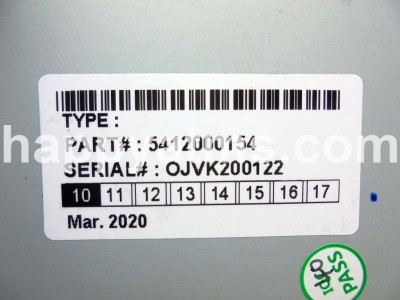 TYPE :
PART# : 5412000154
SERIAL# : OJVK200122
10 11 12 13 14 15 16 17
Mar. 2020
PASS